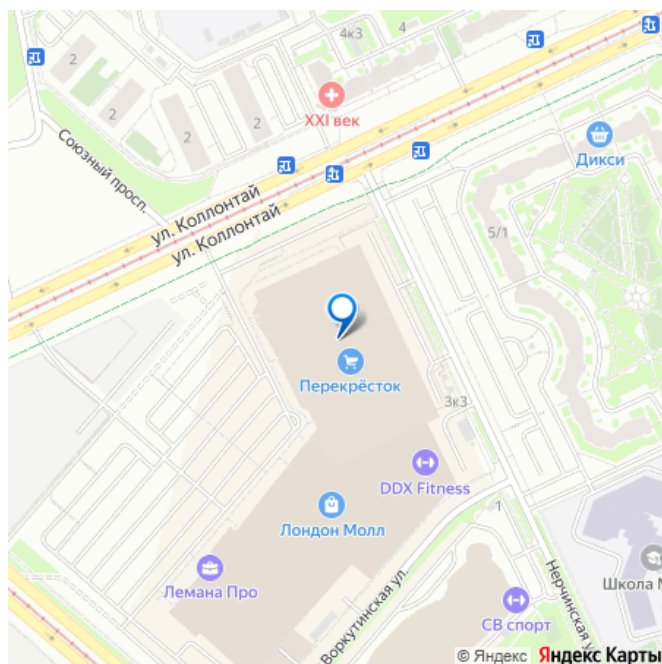 4к3
4
2
2
2
2
XXI век
Союзный просп.
Дикси
ул. Коллонтай
ул. Коллонтай
5/1
Перекрёсток
3к3
DDX Fitness
Лондон Молл
1
Лемана Про
Воркутинская ул.
Нерчинская
Школа
СВ спорт
© Яндекс Яндекс Карты